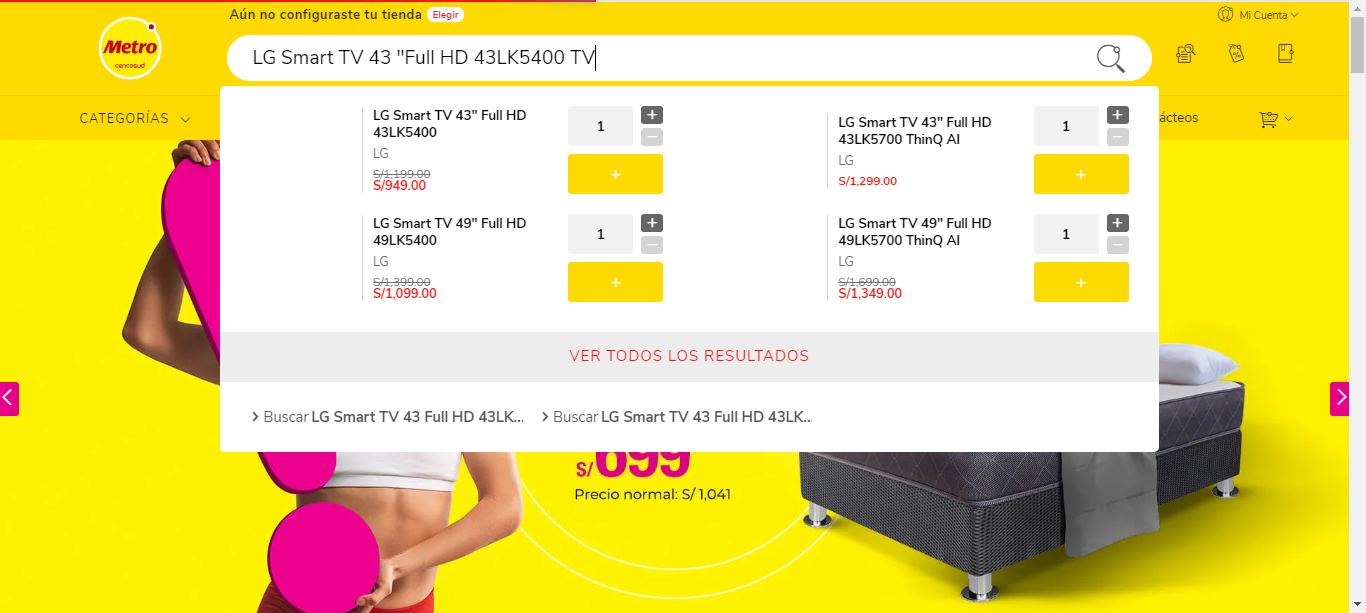 Aún no configuraste tu tienda Elegir
Mi Cuenta
Metro
cencosud
LG Smart TV 43 "Full HD 43LK5400 TV
CATEGORÍAS
ácteos
LG Smart TV 43" Full HD
43LK5400
LG
S/1,199.00
S/949.00
1
+
−
+
LG Smart TV 43" Full HD
43LK5700 ThinQ AI
LG
S/1,299.00
1
+
−
+
LG Smart TV 49" Full HD
49LK5400
LG
S/1,399.00
S/1,099.00
1
+
−
+
LG Smart TV 49" Full HD
49LK5700 ThinQ AI
LG
S/1,699.00
S/1,349.00
1
+
−
+
VER TODOS LOS RESULTADOS
Buscar LG Smart TV 43 Full HD 43LK...
Buscar LG Smart TV 43 Full HD 43LK...
S/699
Precio normal: S/ 1,041